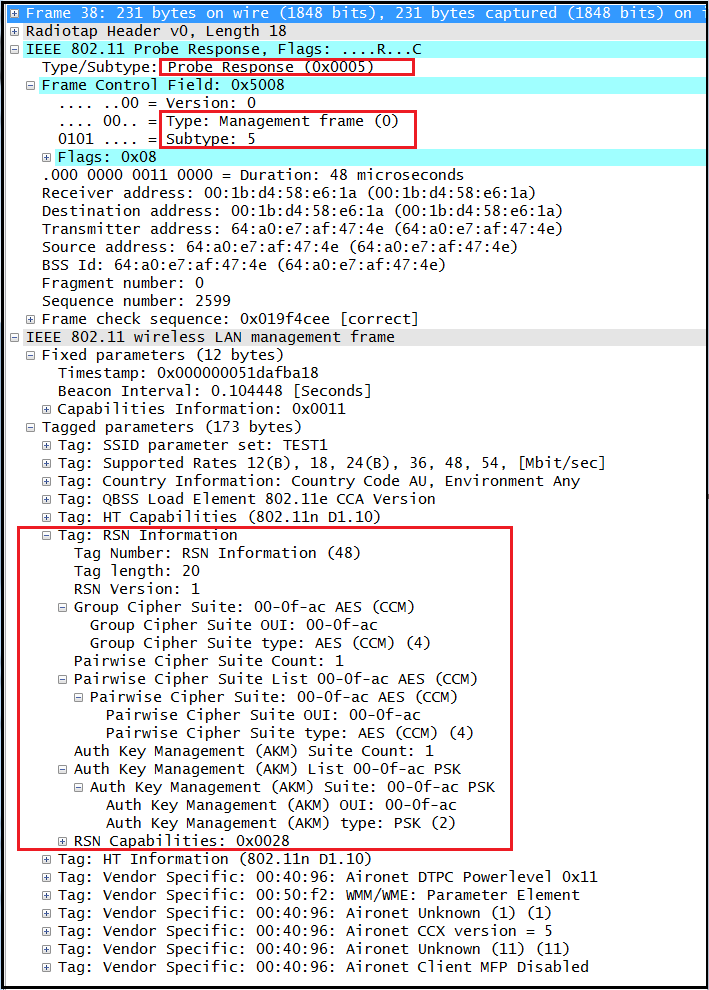 Frame 38: 231 bytes on wire (1848 bits), 231 bytes captured (1848 bits) on i
Radiotap Header v0, Length 18
IEEE 802.11 Probe Response, Flags: ....R...C
Type/Subtype: Probe Response (0x0005)
Frame Control Field: 0x5008
.... ..00 = Version: 0
.... 00.. = Type: Management frame (0)
0101 .... = Subtype: 5
Flags: 0x08
.000 0000 0011 0000 = Duration: 48 microseconds
Receiver address: 00:1b:d4:58:e6:1a (00:1b:d4:58:e6:1a)
Destination address: 00:1b:d4:58:e6:1a (00:1b:d4:58:e6:1a)
Transmitter address: 64:a0:e7:af:47:4e (64:a0:e7:af:47:4e)
Source address: 64:a0:e7:af:47:4e (64:a0:e7:af:47:4e)
BSS Id: 64:a0:e7:af:47:4e (64:a0:e7:af:47:4e)
Fragment number: 0
Sequence number: 2599
Frame check sequence: 0x019f4cee [correct]
IEEE 802.11 wireless LAN management frame
Fixed parameters (12 bytes)
Timestamp: 0x000000051dafba18
Beacon Interval: 0.104448 [Seconds]
Capabilities Information: 0x0011
Tagged parameters (173 bytes)
Tag: SSID parameter set: TEST1
Tag: Supported Rates 12(B), 18, 24(B), 36, 48, 54, [Mbit/sec]
Tag: Country Information: Country Code AU, Environment Any
Tag: QBSS Load Element 802.11e CCA Version
Tag: HT Capabilities (802.11n D1.10)
Tag: RSN Information
Tag Number: RSN Information (48)
Tag length: 20
RSN Version: 1
Group Cipher Suite: 00-0f-ac AES (CCM)
Group Cipher Suite OUI: 00-0f-ac
Group Cipher Suite type: AES (CCM) (4)
Pairwise Cipher Suite Count: 1
Pairwise Cipher Suite List 00-0f-ac AES (CCM)
Pairwise Cipher Suite: 00-0f-ac AES (CCM)
Pairwise Cipher Suite OUI: 00-0f-ac
Pairwise Cipher Suite type: AES (CCM) (4)
Auth Key Management (AKM) Suite Count: 1
Auth Key Management (AKM) List 00-0f-ac PSK
Auth Key Management (AKM) Suite: 00-0f-ac PSK
Auth Key Management (AKM) OUI: 00-0f-ac
Auth Key Management (AKM) type: PSK (2)
RSN Capabilities: 0x0028
Tag: HT Information (802.11n D1.10)
Tag: Vendor Specific: 00:40:96: Aironet DTPC Powerlevel 0x11
Tag: Vendor Specific: 00:50:f2: WMM/WME: Parameter Element
Tag: Vendor Specific: 00:40:96: Aironet Unknown (1) (1)
Tag: Vendor Specific: 00:40:96: Aironet CCX version = 5
Tag: Vendor Specific: 00:40:96: Aironet Unknown (11) (11)
Tag: Vendor Specific: 00:40:96: Aironet Client MFP Disabled